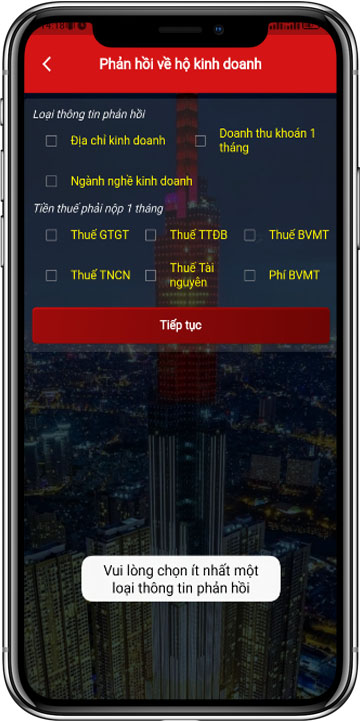 Phản hồi về hộ kinh doanh
Loại thông tin phản hồi
Địa chỉ kinh doanh
Doanh thu khoán 1
tháng
Ngành nghề kinh doanh
Tiền thuế phải nộp 1 tháng
Thuế GTGT
Thuế TTĐB
Thuế BVMT
Thuế TNCN
Thuế Tài
nguyên
Phí BVMT
Tiếp tục
Vui lòng chọn ít nhất một
loại thông tin phản hồi